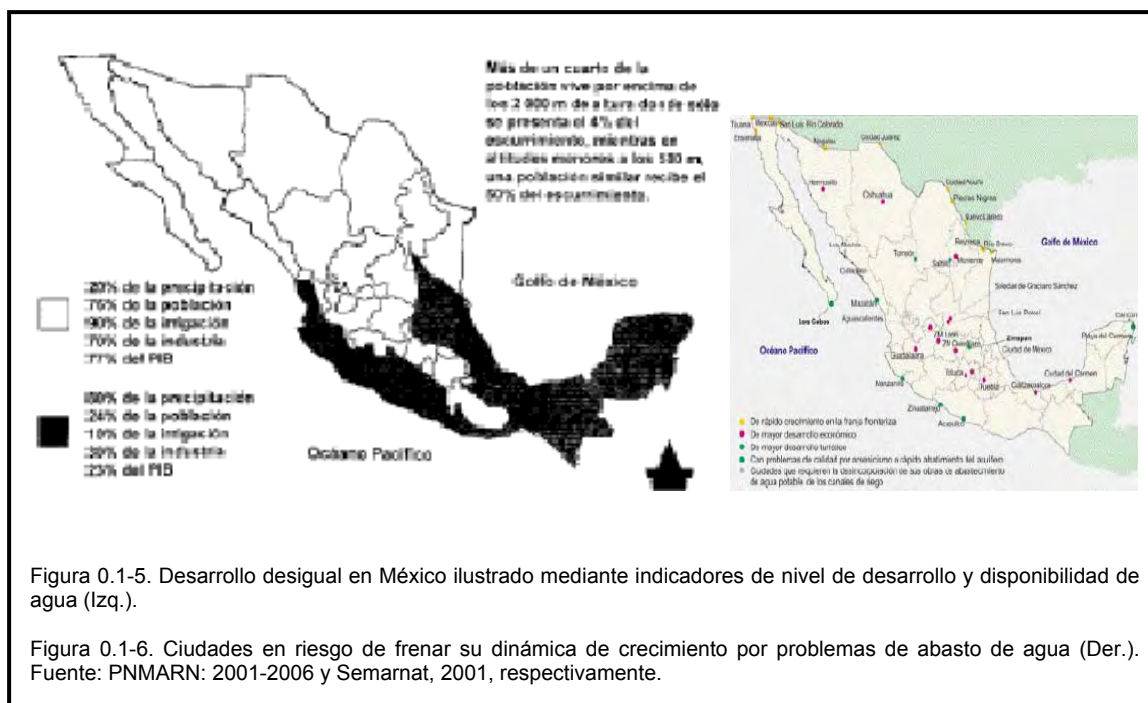 Más de un cuarto de la
población vive por encima de
los 2 000 m de altura donde sólo
se presenta el 4% del
escurrimiento, mientras en
altitudes menores a los 500 m,
una población similar recibe el
50% del escurrimiento.
Golfo de México
Océano Pacífico
20% de la precipitación
76% de la población
90% de la irrigación
70% de la industria
77% del PIB
80% de la precipitación
24% de la población
10% de la irrigación
30% de la industria
23% del PIB
Tijuana
Mexicali
San Luis Rio Colorado
Ensenada
Nogales
Ciudad Juárez
Hermosillo
Chihuahua
Ciudad Acuña
Piedras Negras
Nuevo Laredo
Reynosa
Río Bravo
Matamoros
Monterrey
Saltillo
Torreón
Los Mochis
Culiacán
Mazatlán
Los Cabos
Aguascalientes
Soledad de Graciano Sánchez
San Luis Potosí
Golfo de México
Océano Pacífico
ZM León
ZM Querétaro
Zimapan
Ciudad de México
Guadalajara
Manzanillo
Toluca
Puebla
Zihuatanejo
Acapulco
Coatzacoalcos
Ciudad del Carmen
Playa del Carmen
Cancún
De rápido crecimiento en la franja fronteriza
De mayor desarrollo económico
De mayor desarrollo turístico
Con problemas de calidad por arsenicismo o rápido abatimiento del acuífero
Ciudades que requieren la desincorporación de sus obras de abastecimiento
de agua potable de los canales de riego
Figura 0.1-5. Desarrollo desigual en México ilustrado mediante indicadores de nivel de desarrollo y disponibilidad de
agua (Izq.).
Figura 0.1-6. Ciudades en riesgo de frenar su dinámica de crecimiento por problemas de abasto de agua (Der.).
Fuente: PNMARN: 2001-2006 y Semarnat, 2001, respectivamente.